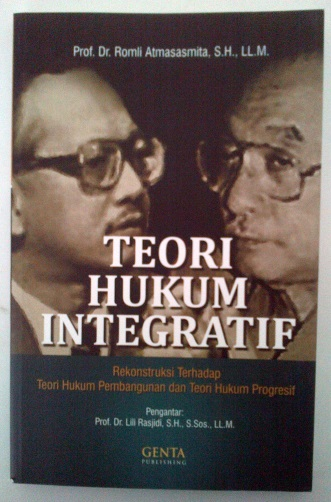 Prof. Dr. Romli Atmasasmita, S.H., LL.M.
TEORI
HUKUM
INTEGRATIF
Rekonstruksi Terhadap
Teori Hukum Pembangunan dan Teori Hukum Progresif
Pengantar:
Prof. Dr. Lili Rasjidi, S.H., S.Sos., LL.M.
GENTA
PUBLISHING